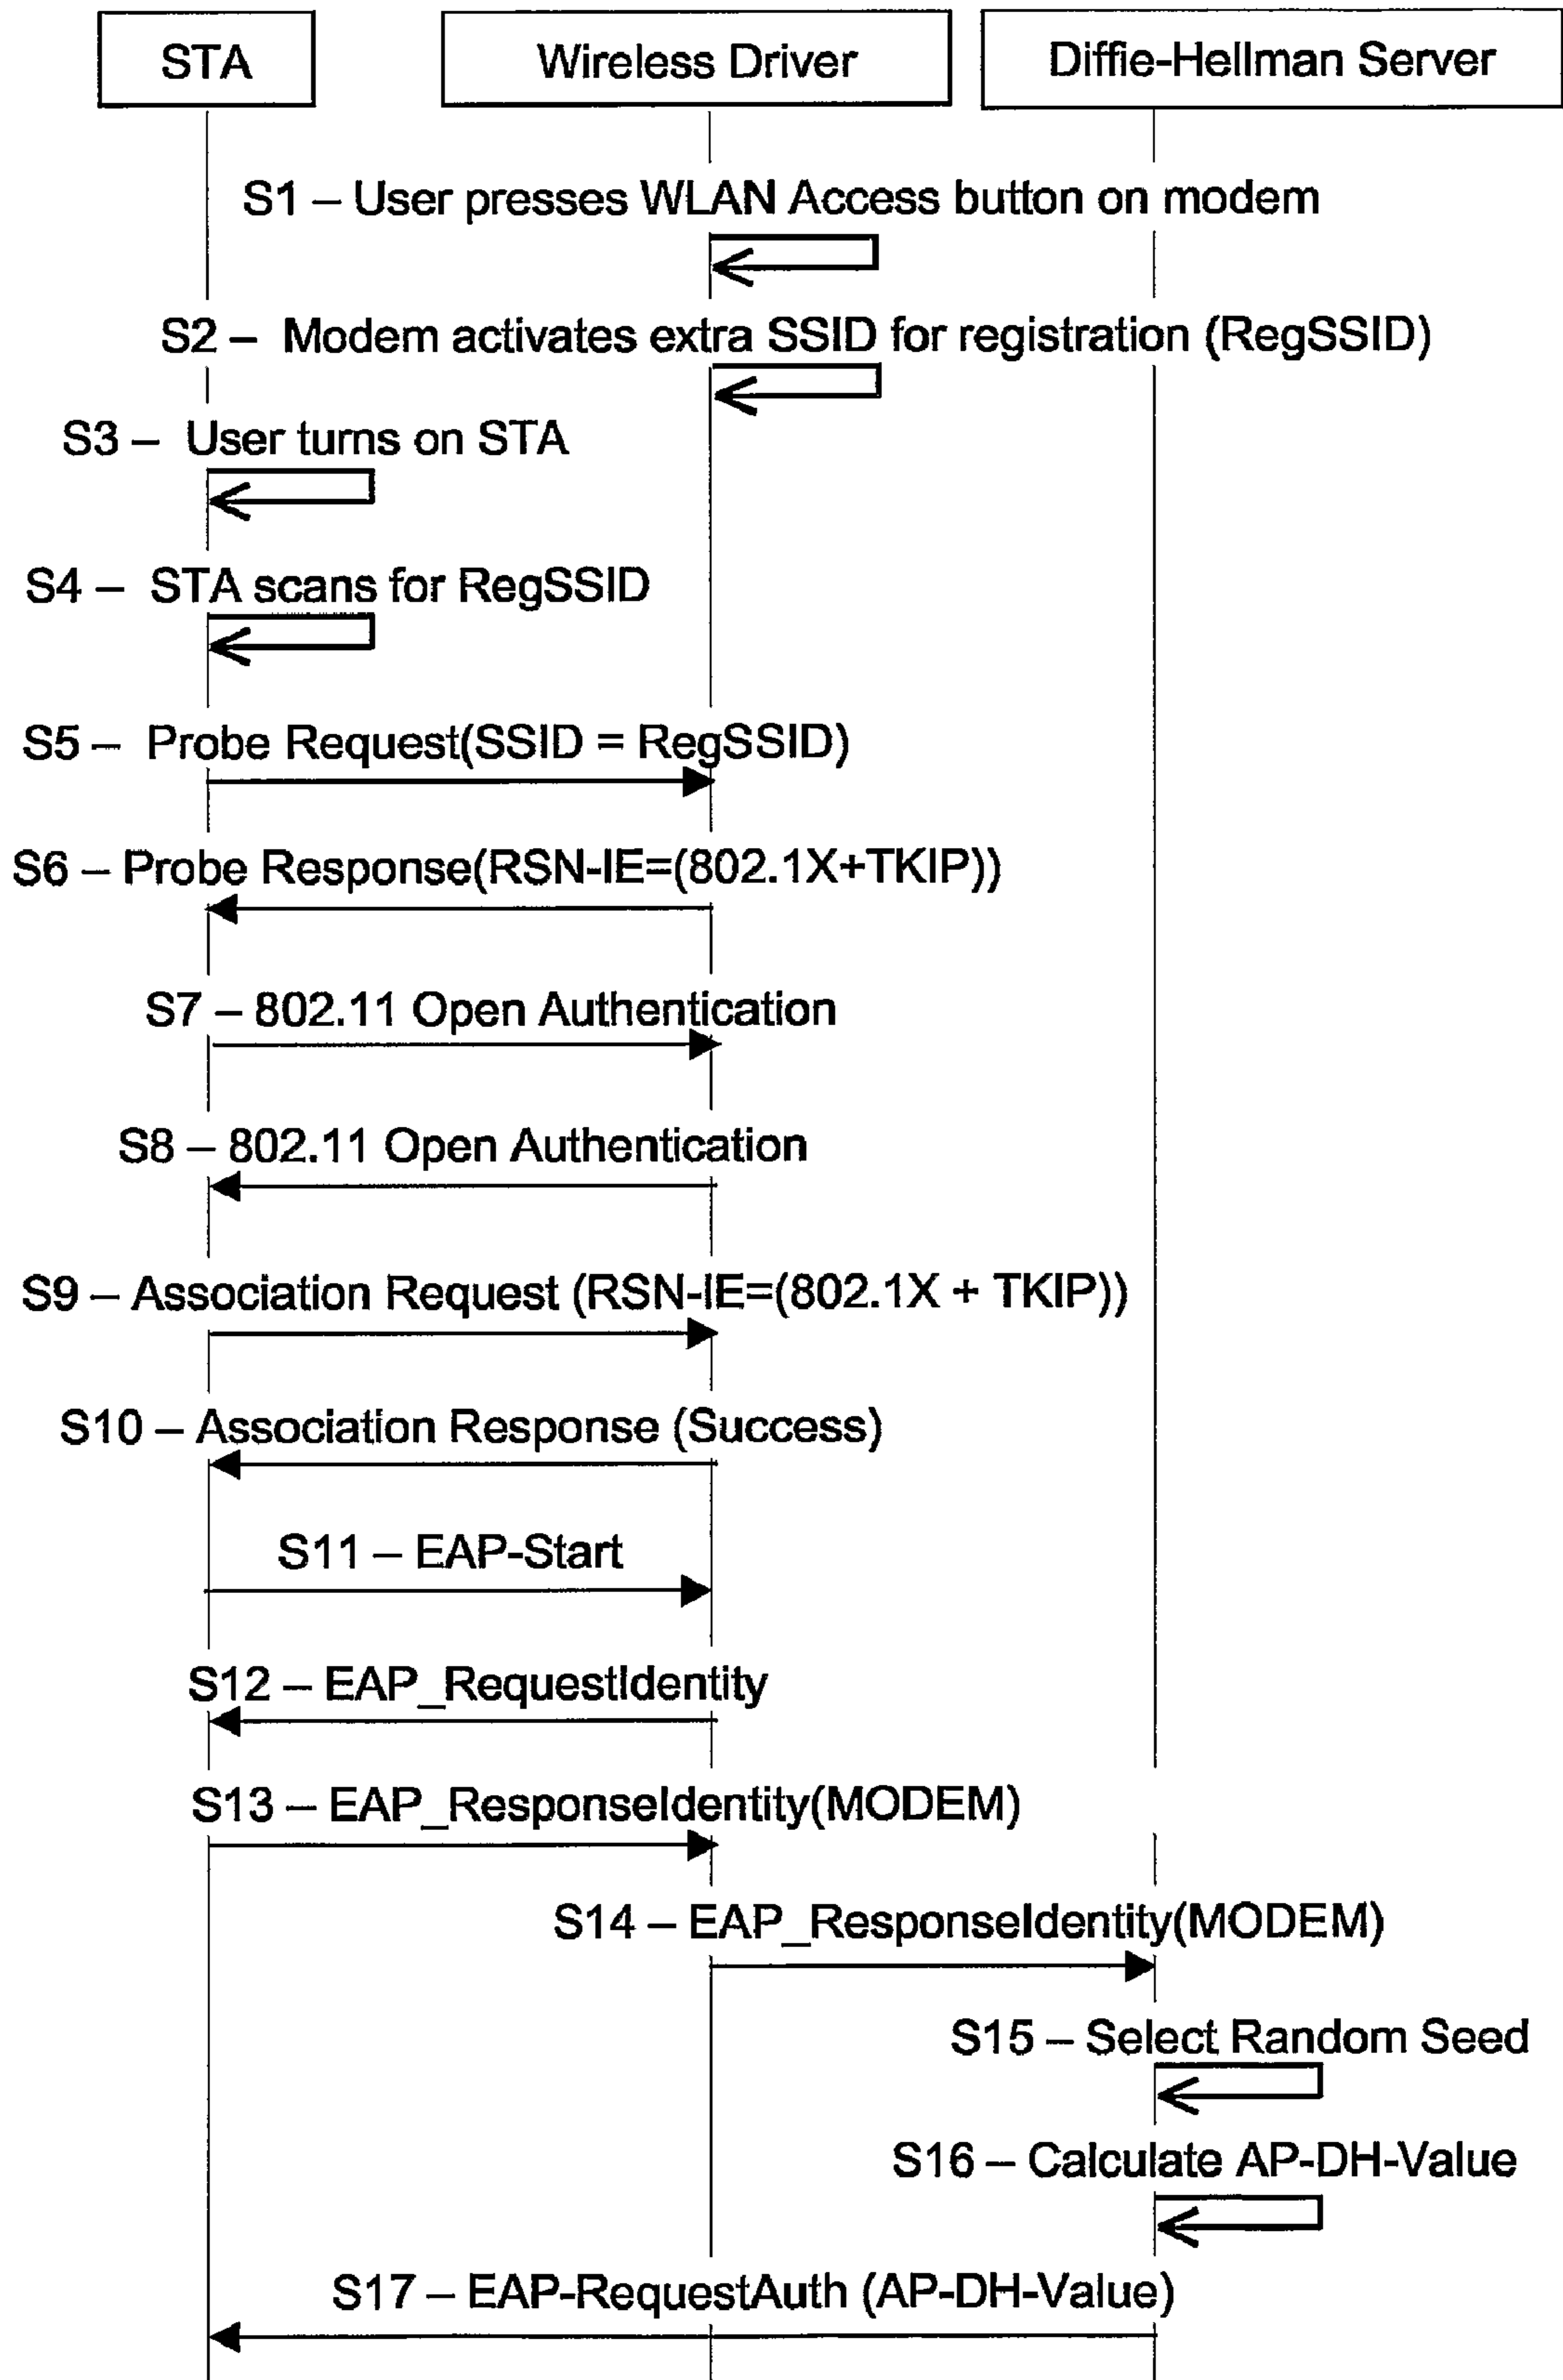 STA
Wireless Driver
Diffie-Hellman Server
S1 – User presses WLAN Access button on modem
S2 – Modem activates extra SSID for registration (RegSSID)
S3 – User turns on STA
S4 – STA scans for RegSSID
S5 – Probe Request(SSID = RegSSID)
S6 – Probe Response(RSN-IE=(802.1X+TKIP))
S7 – 802.11 Open Authentication
S8 – 802.11 Open Authentication
S9 – Association Request (RSN-IE=(802.1X + TKIP))
S10 – Association Response (Success)
S11 – EAP-Start
S12 – EAP_RequestIdentity
S13 – EAP_ResponseIdentity(MODEM)
S14 – EAP_ResponseIdentity(MODEM)
S15 – Select Random Seed
S16 – Calculate AP-DH-Value
S17 – EAP-RequestAuth (AP-DH-Value)